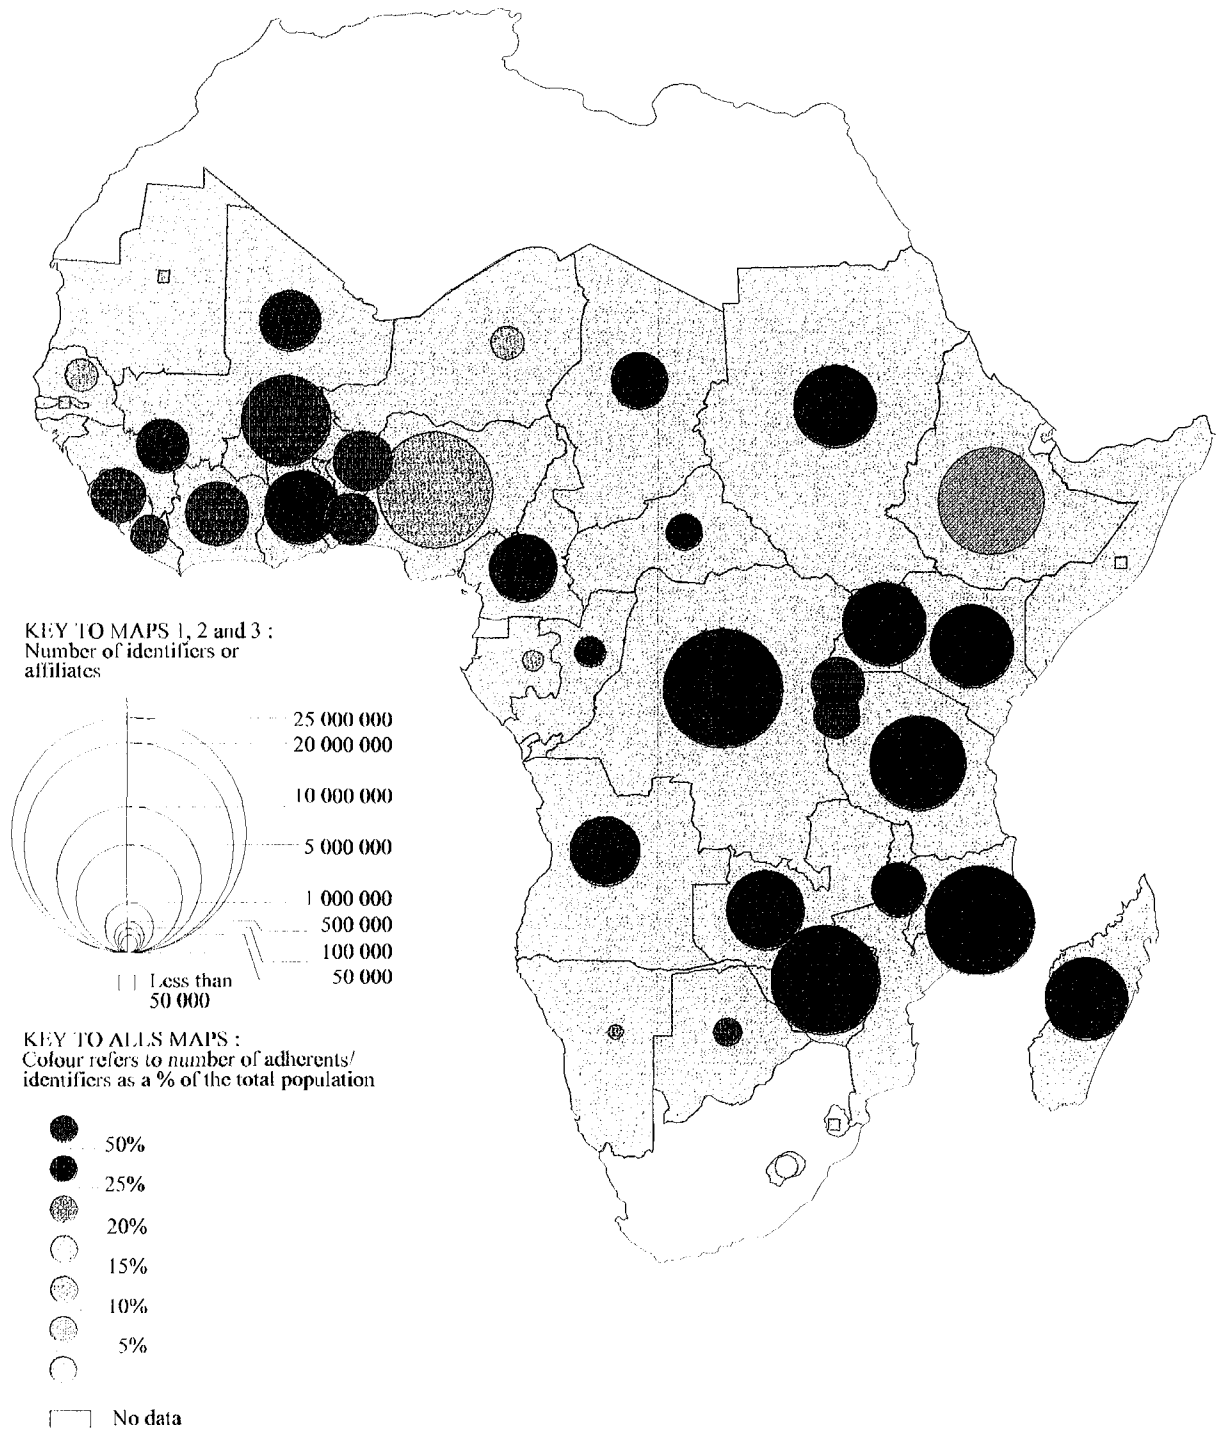 KEY TO MAPS 1, 2 and 3 :
Number of identifiers or
affiliates
25 000 000
20 000 000
10 000 000
5 000 000
1 000 000
500 000
100 000
50 000
Less than
50 000
KEY TO ALLS MAPS :
Colour refers to number of adherents/
identifiers as a % of the total population
50%
25%
20%
15%
10%
5%
No data